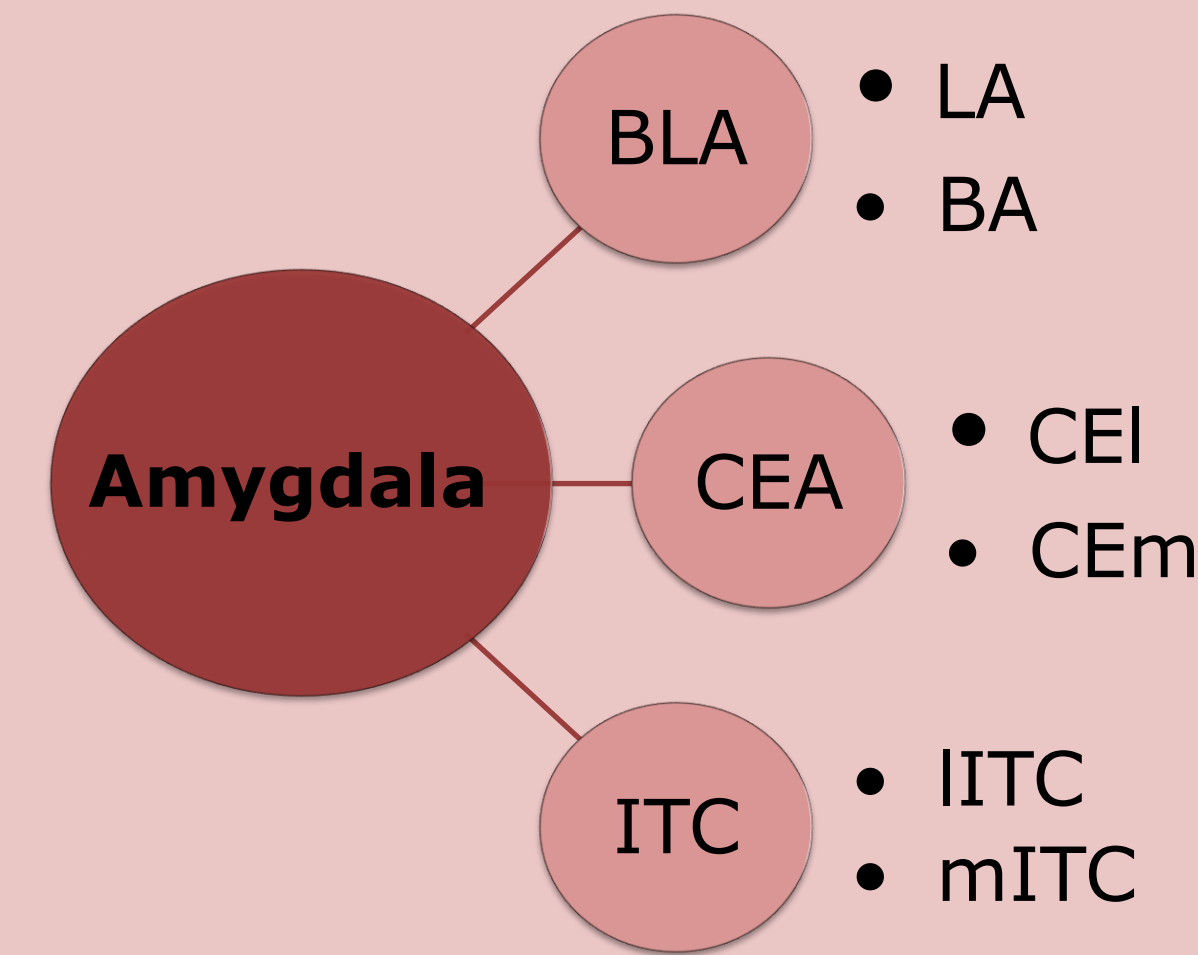 Amygdala
BLA
• LA
• BA
CEA
• CEl
• CEm
ITC
• lITC
• mITC